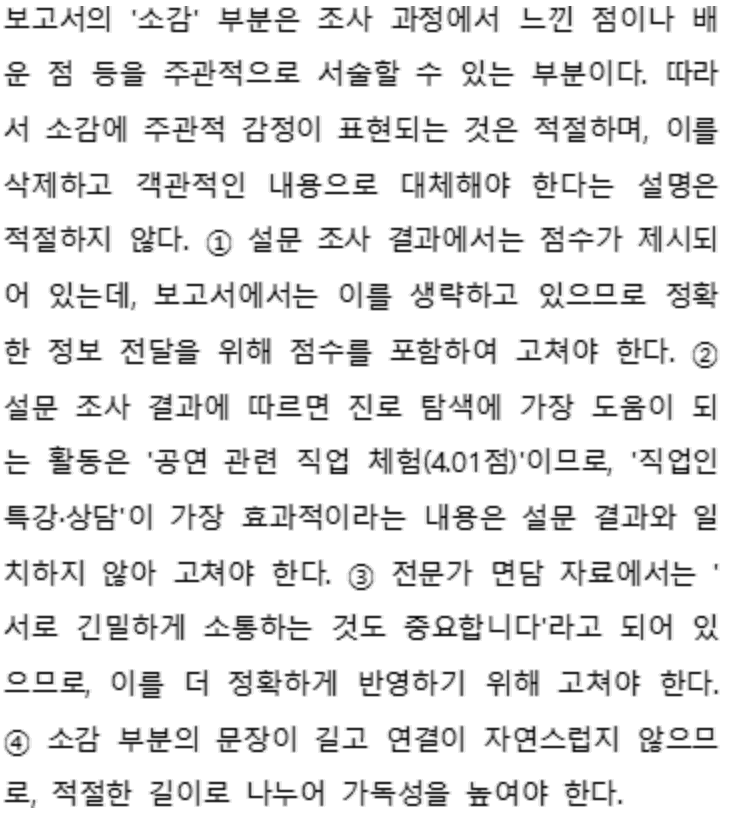 보고서의 '소감' 부분은 조사 과정에서 느낀 점이나 배
운 점 등을 주관적으로 서술할 수 있는 부분이다. 따라
서 소감에 주관적 감정이 표현되는 것은 적절하며, 이를
삭제하고 객관적인 내용으로 대체해야 한다는 설명은
적절하지 않다. ① 설문 조사 결과에서는 점수가 제시되
어 있는데, 보고서에서는 이를 생략하고 있으므로 정확
한 정보 전달을 위해 점수를 포함하여 고쳐야 한다. ②
설문 조사 결과에 따르면 진로 탐색에 가장 도움이 되
는 활동은 '공연 관련 직업 체험(4.01점)'이므로, '직업인
특강·상담'이 가장 효과적이라는 내용은 설문 결과와 일
치하지 않아 고쳐야 한다. ③ 전문가 면담 자료에서는 '
서로 긴밀하게 소통하는 것도 중요합니다'라고 되어 있
으므로, 이를 더 정확하게 반영하기 위해 고쳐야 한다.
④ 소감 부분의 문장이 길고 연결이 자연스럽지 않으므
로, 적절한 길이로 나누어 가독성을 높여야 한다.